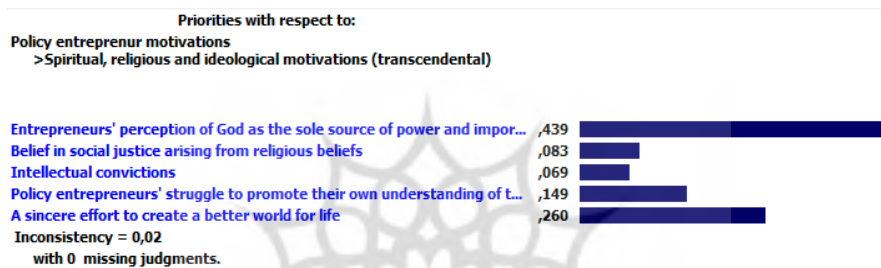 Priorities with respect to:
Policy entreprenur motivations
>Spiritual, religious and ideological motivations (transcendental)
Entrepreneurs' perception of God as the sole source of power and impor... ,439
Belief in social justice arising from religious beliefs ,083
Intellectual convictions ,069
Policy entrepreneurs' struggle to promote their own understanding of t... ,149
A sincere effort to create a better world for life ,260
Inconsistency = 0,02
with 0 missing judgments.